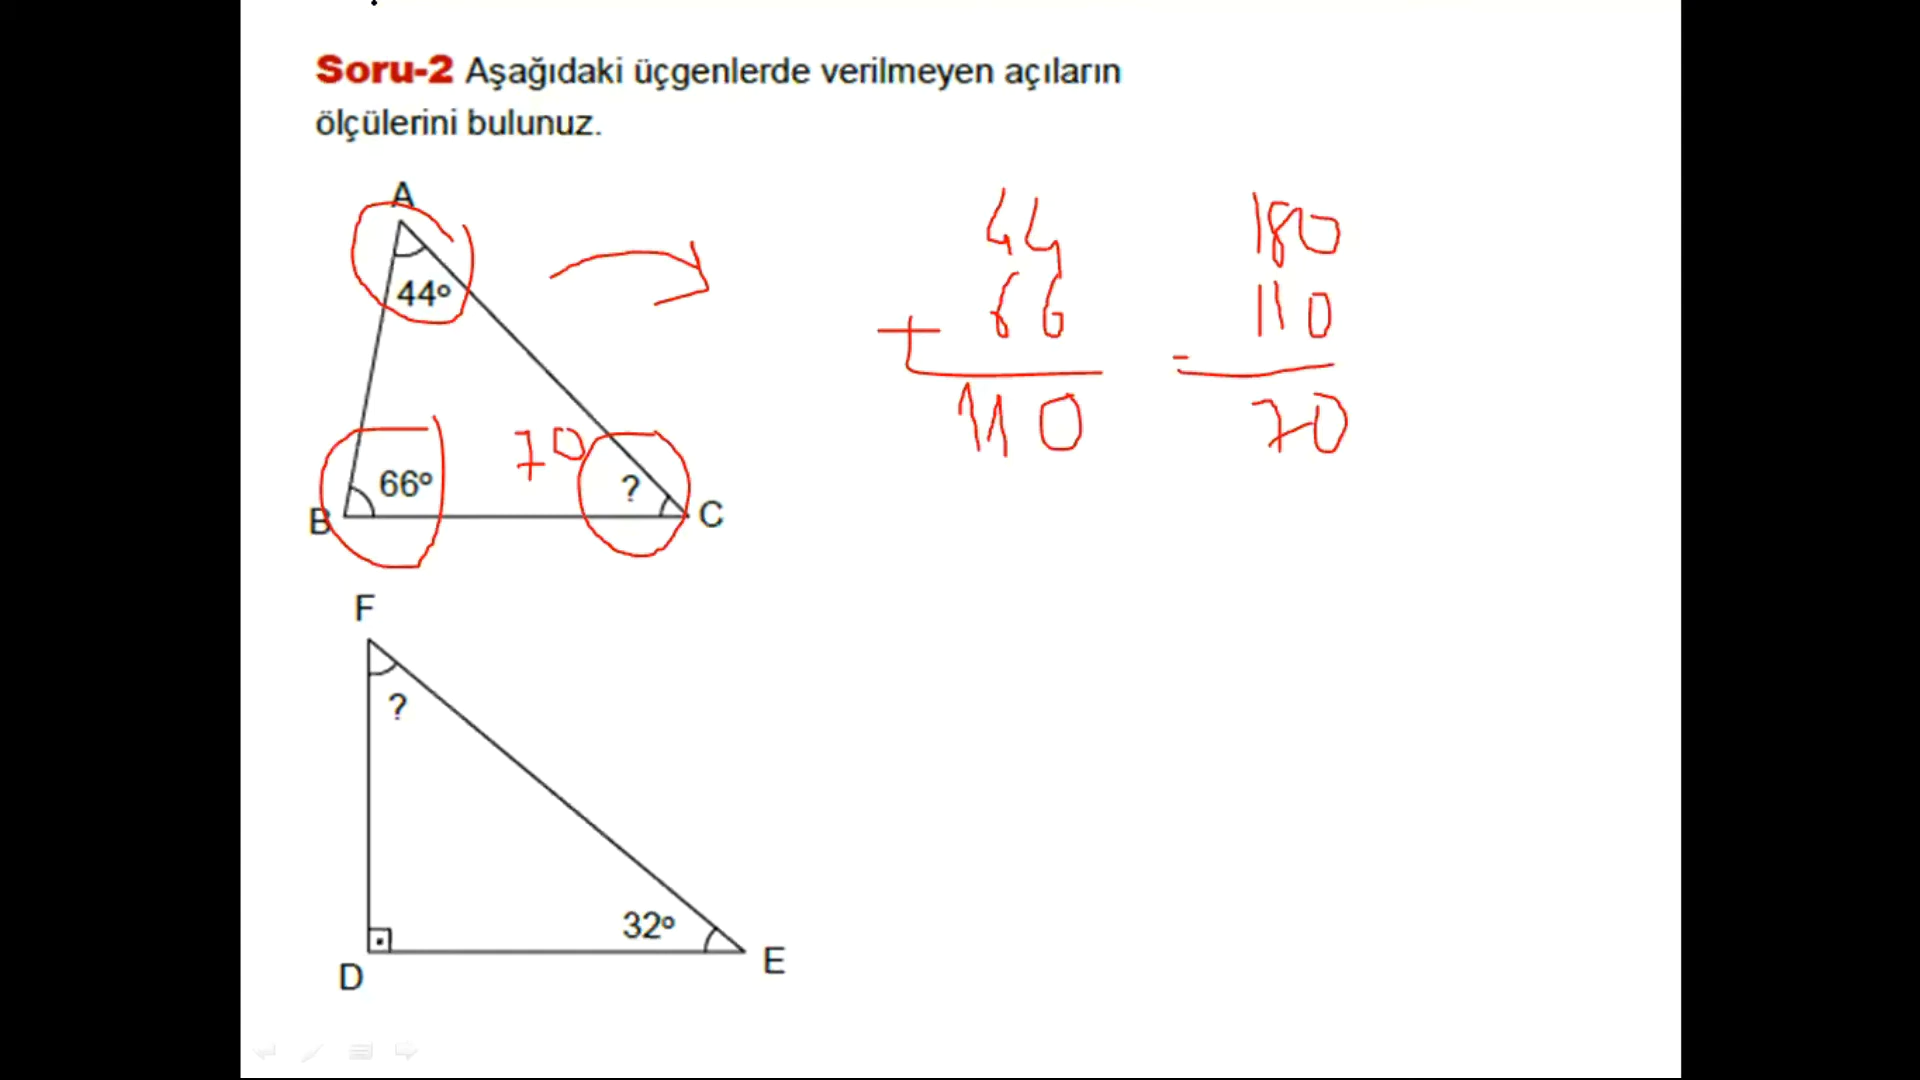 Soru-2 Aşağıdaki üçgenlerde verilmeyen açıların
ölçülerini bulunuz.
A
44°
66°
B
70
?
C
44
66
+
110
180
110
-
70
F
?
32°
D
E